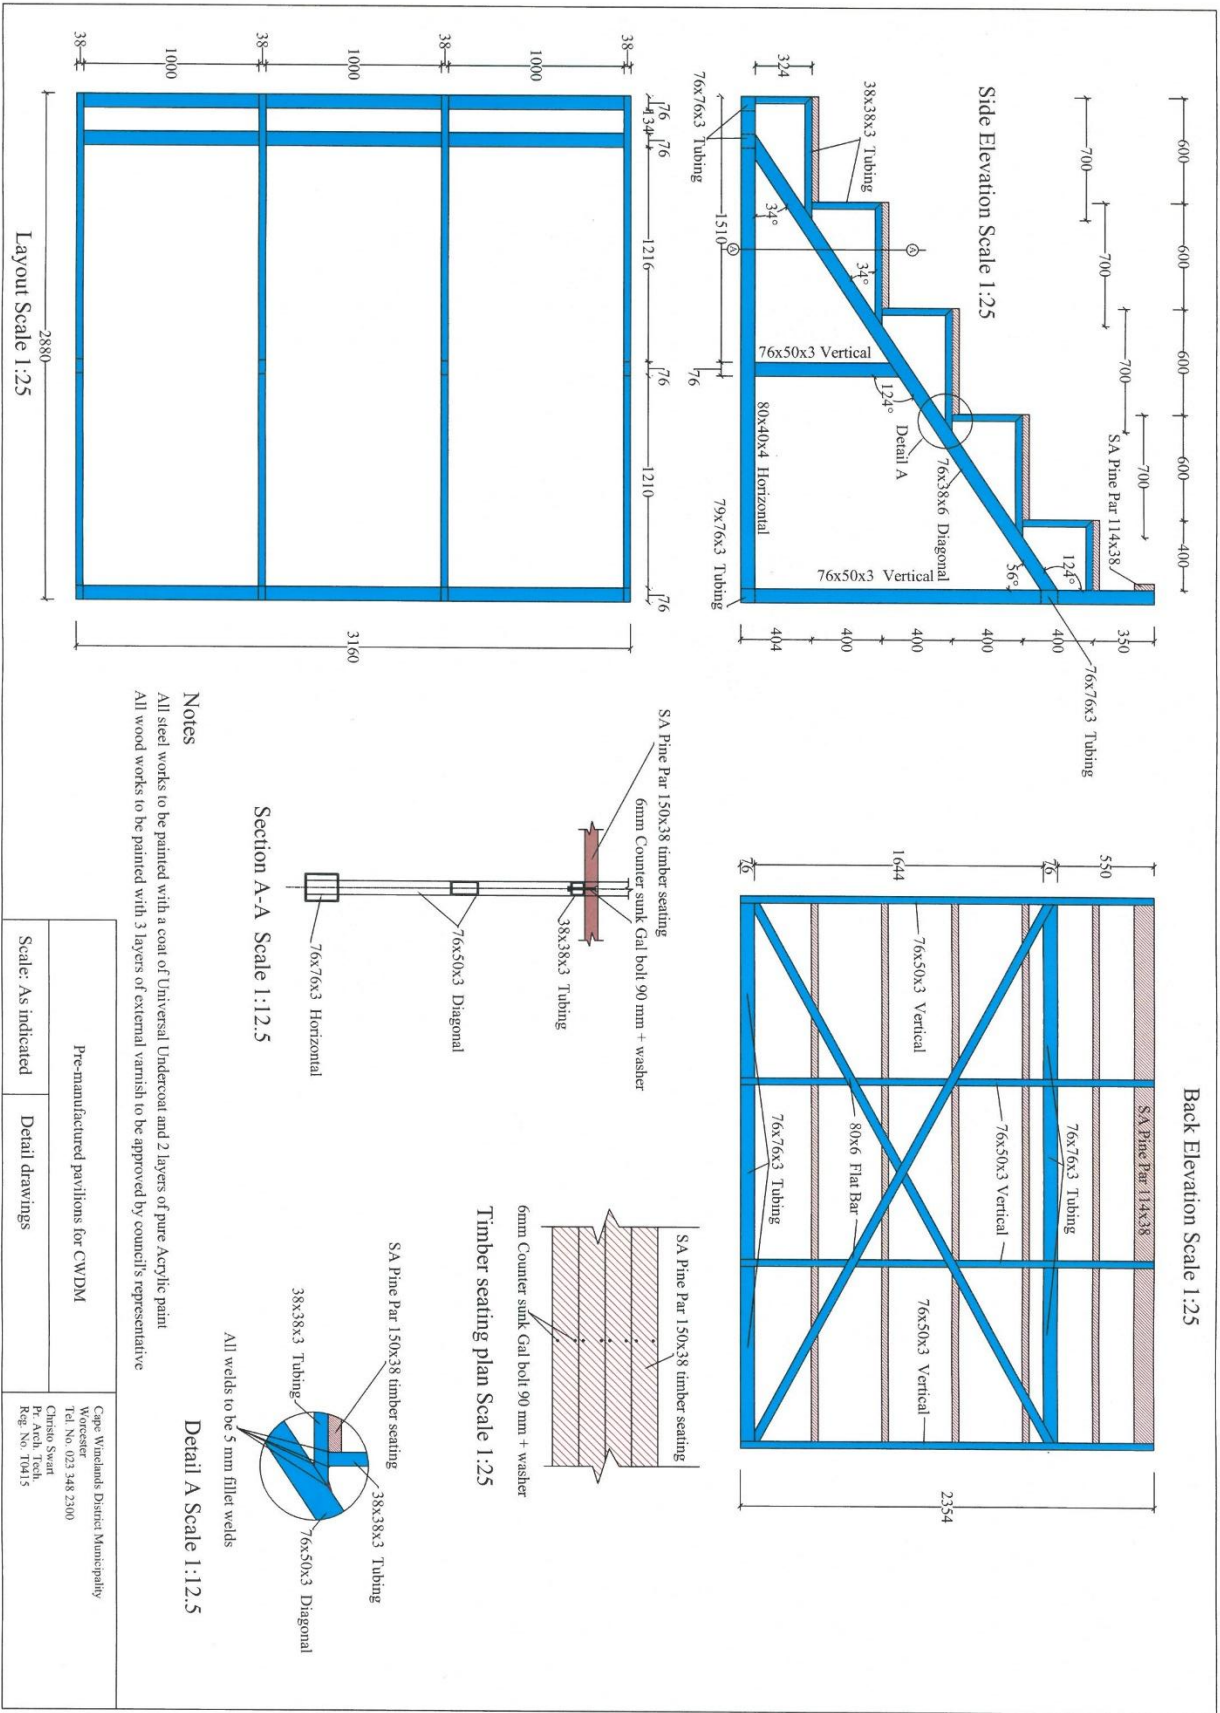 Side Elevation Scale 1:25
600
600
600
600
400
700
700
700
700
SA Pine Par 114x38
324
38x38x3 Tubing
76x76x3 Tubing
34°
34°
A
A
1510
76
76x50x3 Vertical
124°
Detail A
76x38x6 Diagonal
80x40x4 Horizontal
76x50x3 Vertical
56°
124°
79x76x3 Tubing
76x76x3 Tubing
404
400
400
400
400
350
Back Elevation Scale 1:25
550
76
1644
76
SA Pine Par 114x38
76x76x3 Tubing
76x50x3 Vertical
76x50x3 Vertical
76x50x3 Vertical
80x6 Flat Bar
76x76x3 Tubing
2354
38
1000
38
1000
38
1000
38
76
134
76
1216
76
1210
76
2880
3160
Layout Scale 1:25
SA Pine Par 150x38 timber seating
6mm Counter sunk Gal bolt 90 mm + washer
38x38x3 Tubing
76x50x3 Diagonal
76x76x3 Horizontal
Section A-A Scale 1:12.5
SA Pine Par 150x38 timber seating
6mm Counter sunk Gal bolt 90 mm + washer
Timber seating plan Scale 1:25
SA Pine Par 150x38 timber seating
38x38x3 Tubing
38x38x3 Tubing
76x50x3 Diagonal
All welds to be 5 mm fillet welds
Detail A Scale 1:12.5
Notes
All steel works to be painted with a coat of Universal Undercoat and 2 layers of pure Acrylic paint
All wood works to be painted with 3 layers of external varnish to be approved by council's representative
Pre-manufactured pavilions for CWDM
Scale: As indicated
Detail drawings
Cape Winelands District Municipality
Worcester
Tel. No. 023 348 2300
Christo Swart
Pr. Arch. Tech.
Reg. No. T0415